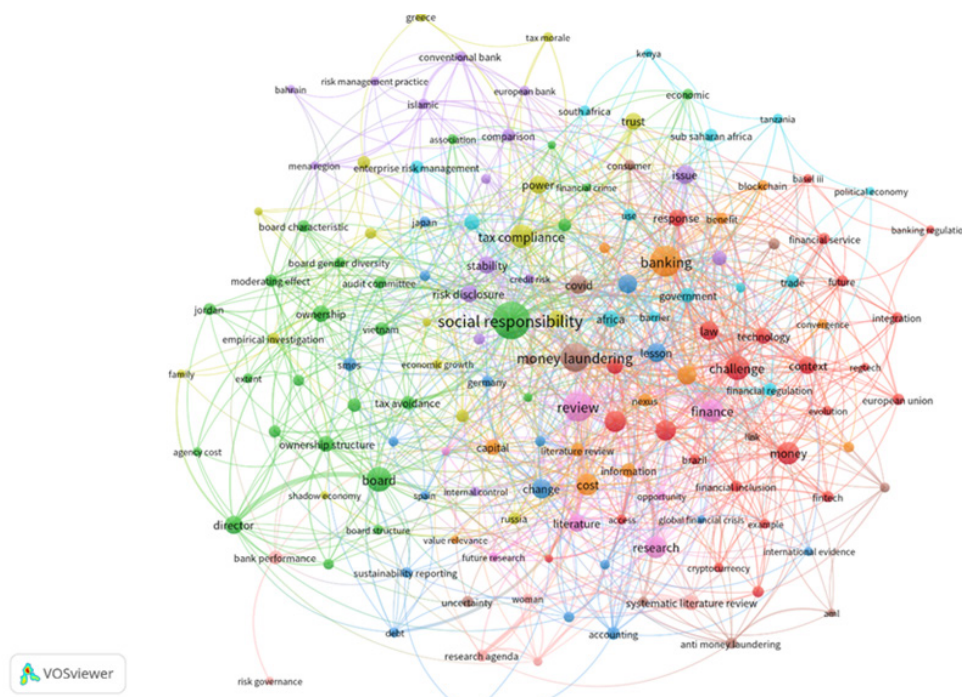 greece
tax morale
conventional bank
kenya
risk management practice
bahrain
european bank
economic
islamic
south africa
tanzania
trust
association
comparison
sub saharan africa
mena region
enterprise risk management
consumer
issue
basel iii
power
financial crime
blockchain
political economy
board characteristic
japan
use
response
benefit
banking regulatio
tax compliance
financial service
board gender diversity
stability
banking
moderating effect
audit committee
credit risk
covid
government
trade
future
risk disclosure
jordan
ownership
social responsibility
africa
barrier
integration
empirical investigation
vietnam
law
technology
convergence
smes
economic growth
money laundering
lesson
family
extent
germany
challenge
context
regtech
financial regulation
european union
tax avoidance
review
nexus
finance
evolution
agency cost
ownership structure
capital
literature review
link
brazil
money
board
information
shadow economy
spain
internal control
change
cost
opportunity
financial inclusion
fintech
director
board structure
russia
literature
access
global financial crisis
example
value relevance
research
international evidence
bank performance
future research
sustainability reporting
cryptocurrency
uncertainty
woman
systematic literature review
aml
debt
accounting
anti money laundering
research agenda
risk governance
VOSviewer